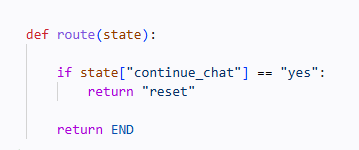 def route(state):
    if state["continue_chat"] == "yes":
        return "reset"
    return END